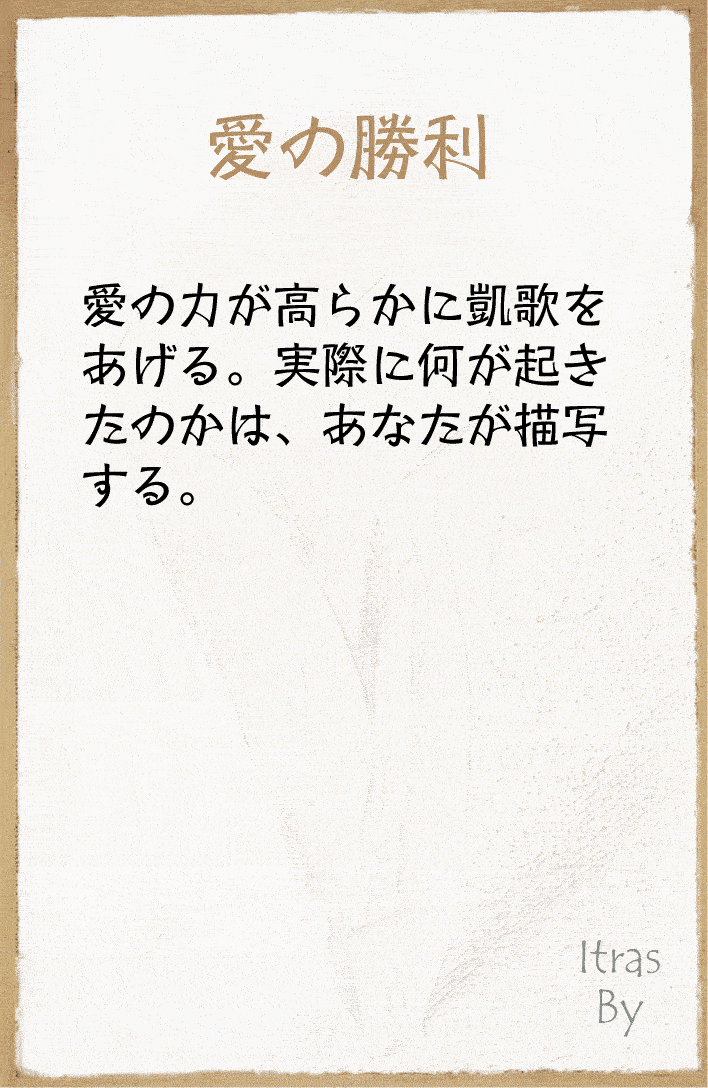 愛の勝利
愛の力が高らかに凱歌を
あげる。実際に何が起き
たのかは、あなたが描写
する。
Itras
By